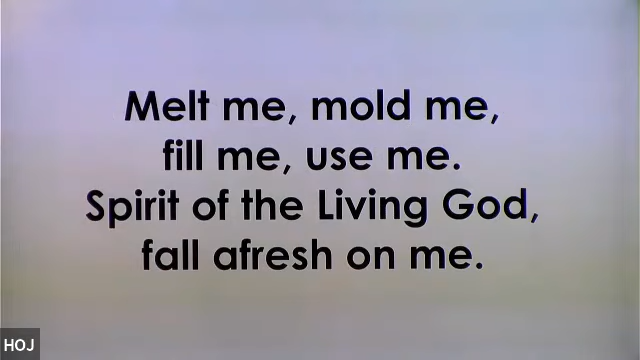 Melt me, mold me,
fill me, use me.
Spirit of the Living God,
fall afresh on me.
HOJ